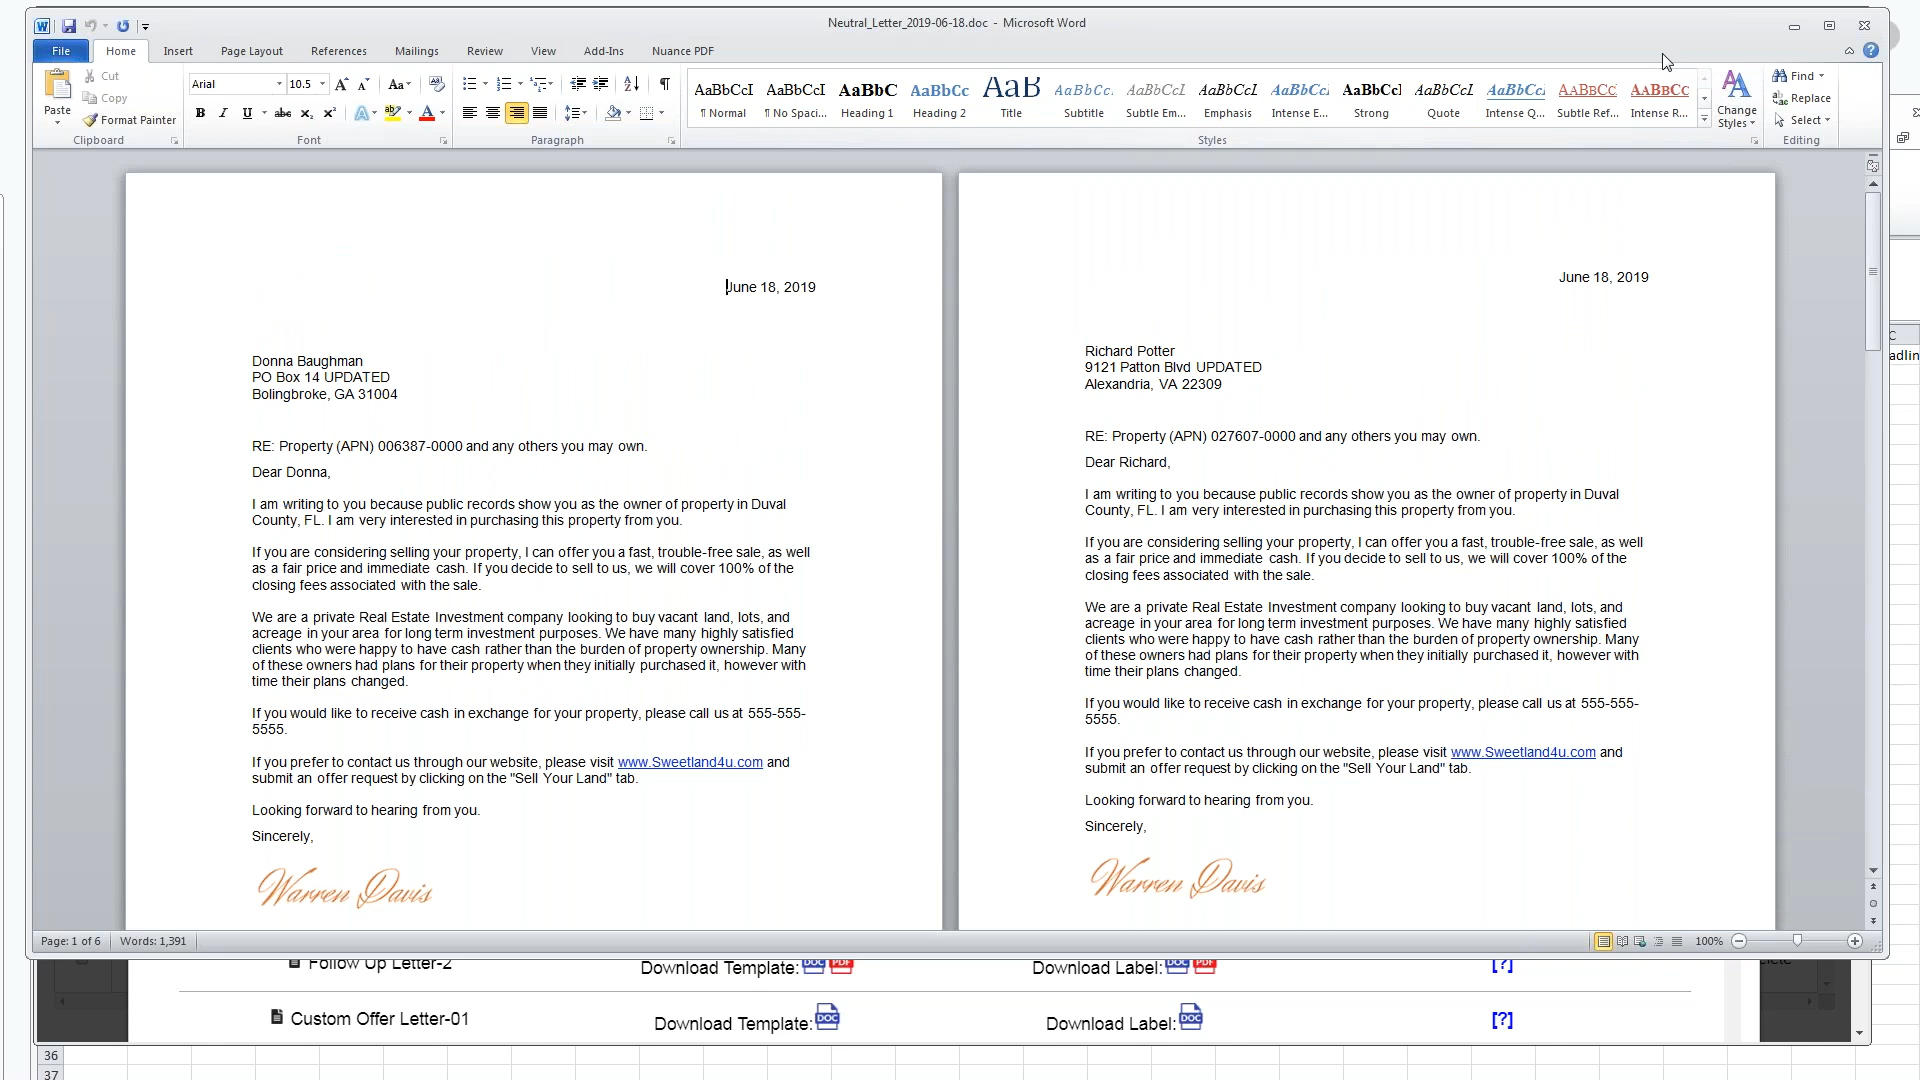 Neutral_Letter_2019-06-18.doc - Microsoft Word
File Home Insert Page Layout References Mailings Review View Add-Ins Nuance PDF
Paste
Cut
Copy
Format Painter
Clipboard
Arial 10.5
Font
Paragraph
AaBbCcI AaBbCcI AaBbC AaBbCc AaB AaBbCc. AaBbCcI AaBbCcI AaBbCcI AaBbCcI AaBbCcI AaBbCcI AABBCC AABBCC
¶ Normal ¶ No Spaci... Heading 1 Heading 2 Title Subtitle Subtle Em... Emphasis Intense E... Strong Quote Intense Q... Subtle Ref... Intense R...
Styles
Change Styles
Find
Replace
Select
Editing
June 18, 2019
Donna Baughman
PO Box 14 UPDATED
Bolingbroke, GA 31004
RE: Property (APN) 006387-0000 and any others you may own.
Dear Donna,
I am writing to you because public records show you as the owner of property in Duval
County, FL. I am very interested in purchasing this property from you.
If you are considering selling your property, I can offer you a fast, trouble-free sale, as well
as a fair price and immediate cash. If you decide to sell to us, we will cover 100% of the
closing fees associated with the sale.
We are a private Real Estate Investment company looking to buy vacant land, lots, and
acreage in your area for long term investment purposes. We have many highly satisfied
clients who were happy to have cash rather than the burden of property ownership. Many
of these owners had plans for their property when they initially purchased it, however with
time their plans changed.
If you would like to receive cash in exchange for your property, please call us at 555-555-
5555.
If you prefer to contact us through our website, please visit www.Sweetland4u.com and
submit an offer request by clicking on the "Sell Your Land" tab.
Looking forward to hearing from you.
Sincerely,
Warren Davis
June 18, 2019
Richard Potter
9121 Patton Blvd UPDATED
Alexandria, VA 22309
RE: Property (APN) 027607-0000 and any others you may own.
Dear Richard,
I am writing to you because public records show you as the owner of property in Duval
County, FL. I am very interested in purchasing this property from you.
If you are considering selling your property, I can offer you a fast, trouble-free sale, as well
as a fair price and immediate cash. If you decide to sell to us, we will cover 100% of the
closing fees associated with the sale.
We are a private Real Estate Investment company looking to buy vacant land, lots, and
acreage in your area for long term investment purposes. We have many highly satisfied
clients who were happy to have cash rather than the burden of property ownership. Many
of these owners had plans for their property when they initially purchased it, however with
time their plans changed.
If you would like to receive cash in exchange for your property, please call us at 555-555-
5555.
If you prefer to contact us through our website, please visit www.Sweetland4u.com and
submit an offer request by clicking on the "Sell Your Land" tab.
Looking forward to hearing from you.
Sincerely,
Warren Davis
C
adlin
Page: 1 of 6 Words: 1,391 100%
Follow Up Letter-2 Download Template: DOC PDF Download Label: DOC PDF [?]
Custom Offer Letter-01 Download Template: DOC Download Label: DOC [?]
36
37